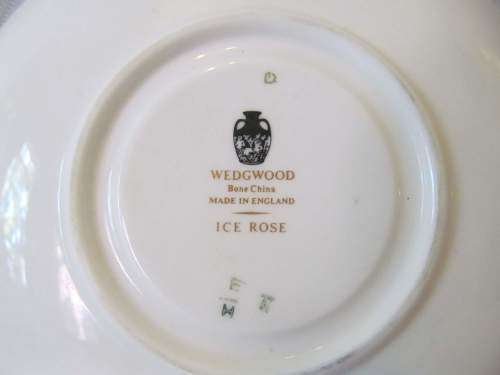 WEDGWOOD
Bone China
MADE IN ENGLAND
ICE ROSE